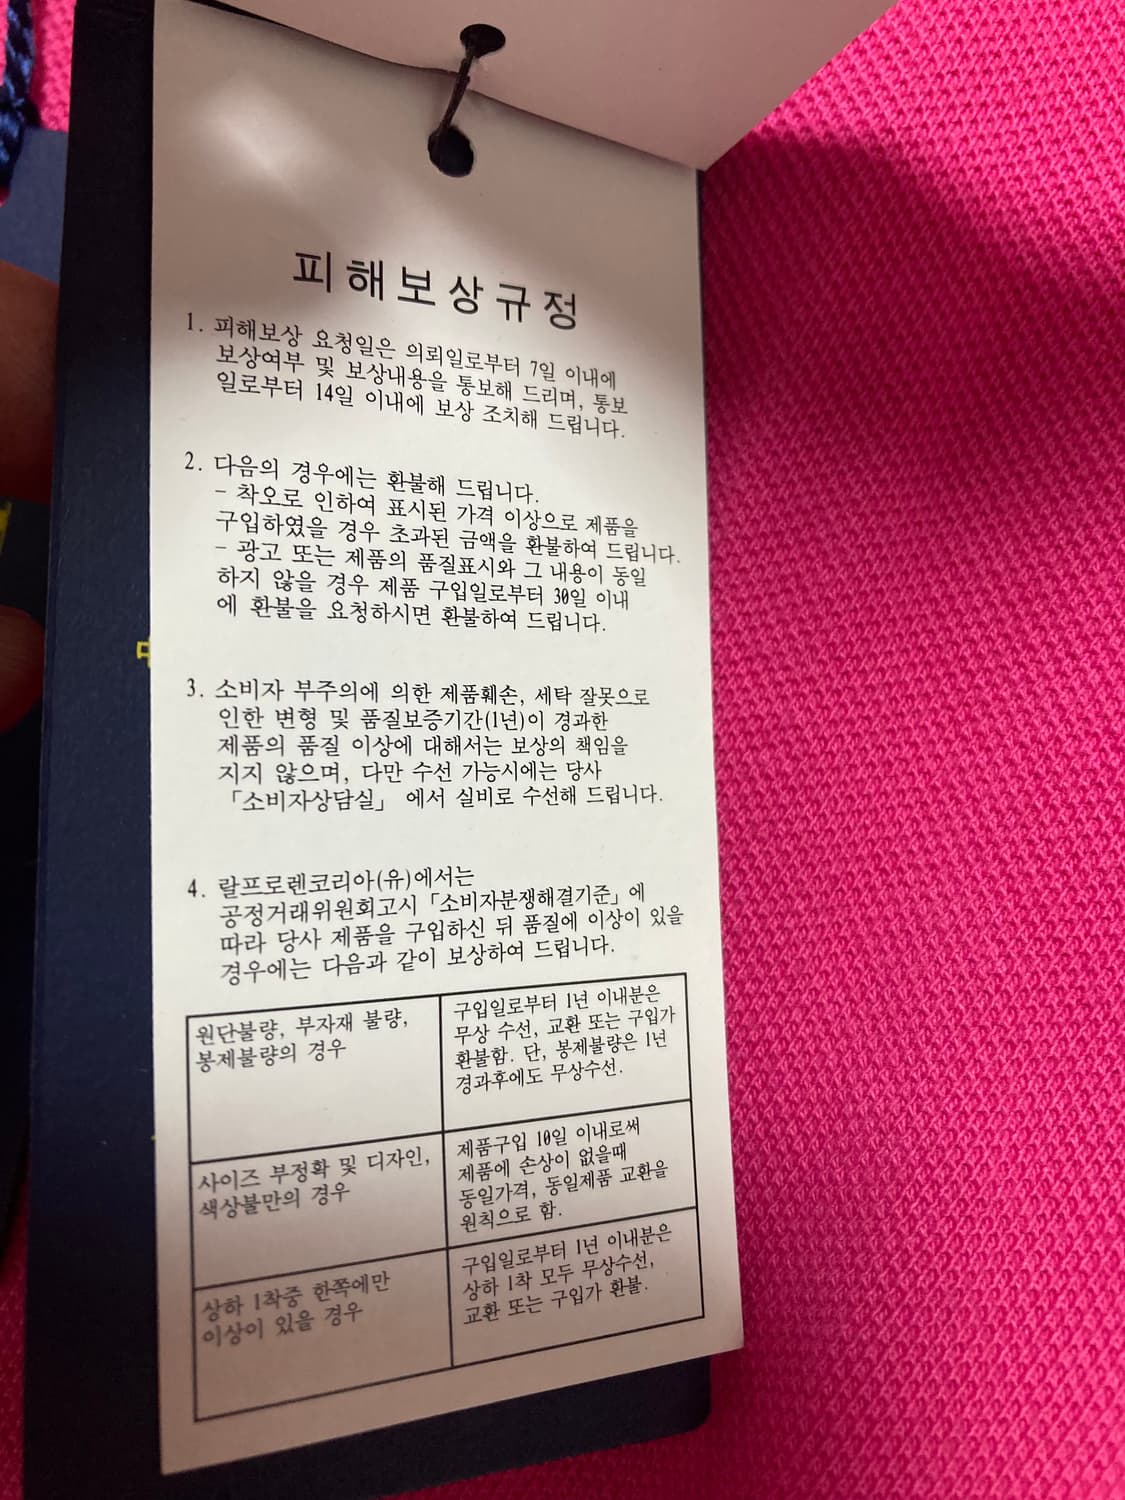 피해보상규정
1. 피해보상 요청일은 의뢰일로부터 7일 이내에
보상여부 및 보상내용을 통보해 드리며, 통보
일로부터 14일 이내에 보상 조치해 드립니다.
2. 다음의 경우에는 환불해 드립니다.
- 착오로 인하여 표시된 가격 이상으로 제품을
구입하였을 경우 초과된 금액을 환불하여 드립니다.
- 광고 또는 제품의 품질표시와 그 내용이 동일
하지 않을 경우 제품 구입일로부터 30일 이내
에 환불을 요청하시면 환불하여 드립니다.
3. 소비자 부주의에 의한 제품훼손, 세탁 잘못으로
인한 변형 및 품질보증기간(1년)이 경과한
제품의 품질 이상에 대해서는 보상의 책임을
지지 않으며, 다만 수선 가능시에는 당사
「소비자상담실」 에서 실비로 수선해 드립니다.
4. 랄프로렌코리아(유)에서는
공정거래위원회고시「소비자분쟁해결기준」에
따라 당사 제품을 구입하신 뒤 품질에 이상이 있을
경우에는 다음과 같이 보상하여 드립니다.
원단불량, 부자재 불량,
봉제불량의 경우
구입일로부터 1년 이내분은
무상 수선, 교환 또는 구입가
환불함. 단, 봉제불량은 1년
경과후에도 무상수선.
사이즈 부정확 및 디자인,
색상불만의 경우
제품구입 10일 이내로써
제품에 손상이 없을때
동일가격, 동일제품 교환을
원칙으로 함.
상하 1착중 한쪽에만
이상이 있을 경우
구입일로부터 1년 이내분은
상하 1착 모두 무상수선,
교환 또는 구입가 환불.